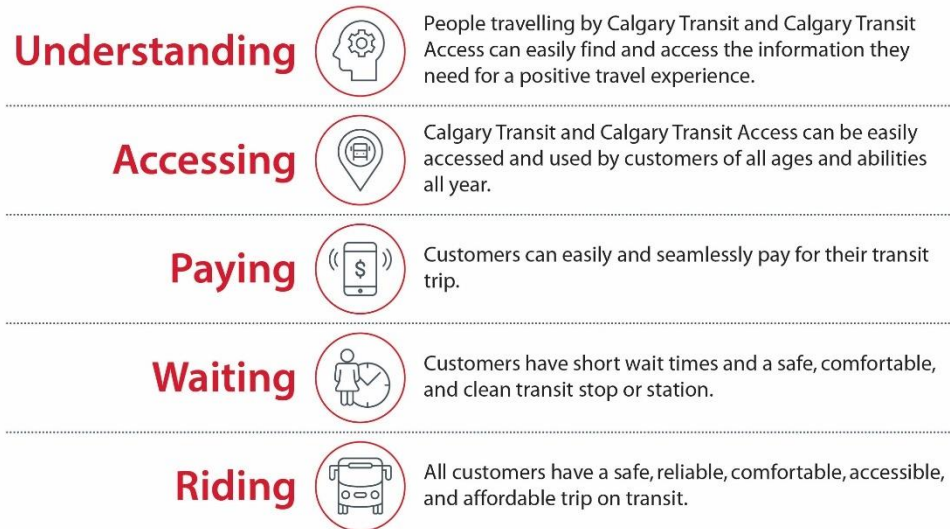 Understanding
People travelling by Calgary Transit and Calgary Transit
Access can easily find and access the information they
need for a positive travel experience.
Accessing
Calgary Transit and Calgary Transit Access can be easily
accessed and used by customers of all ages and abilities
all year.
Paying
$
Customers can easily and seamlessly pay for their transit
trip.
Waiting
Customers have short wait times and a safe, comfortable,
and clean transit stop or station.
Riding
All customers have a safe, reliable, comfortable, accessible,
and affordable trip on transit.